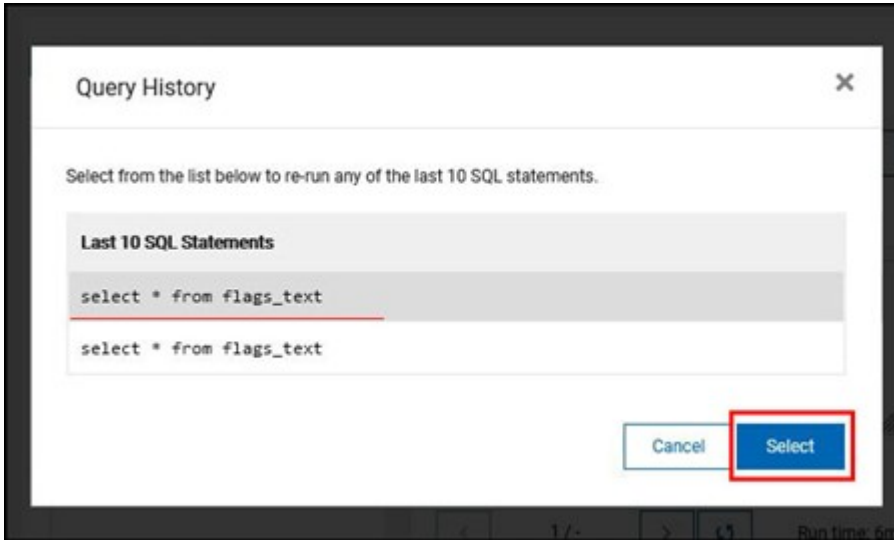 Query History
Select from the list below to re-run any of the last 10 SQL statements.
Last 10 SQL Statements
select * from flags_text
select * from flags_text
Cancel Select
1 / - Run time: 6m